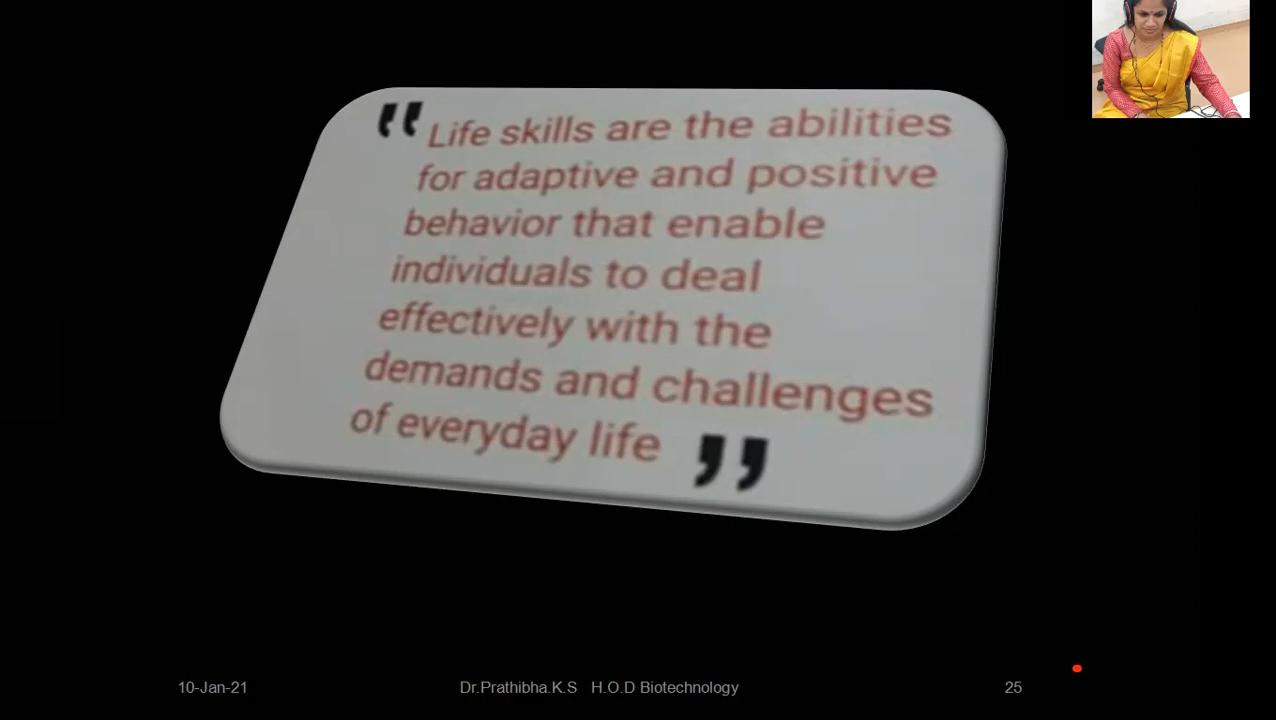 “ Life skills are the abilities
for adaptive and positive
behavior that enable
individuals to deal
effectively with the
demands and challenges
of everyday life ”
10-Jan-21 Dr.Prathibha.K.S H.O.D Biotechnology 25